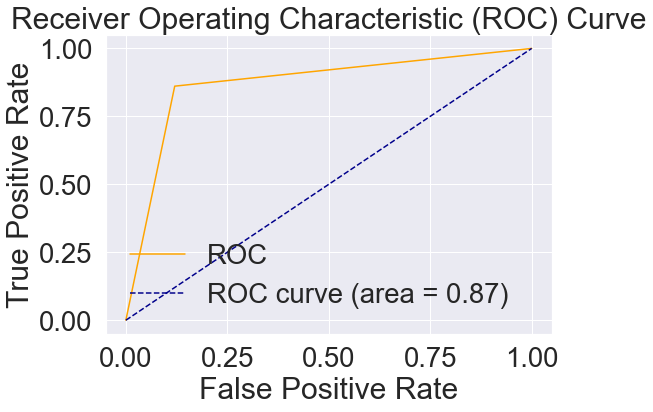 Receiver Operating Characteristic (ROC) Curve
True Positive Rate
1.00
0.75
0.50
0.25
0.00
ROC
ROC curve (area = 0.87)
0.00 0.25 0.50 0.75 1.00
False Positive Rate